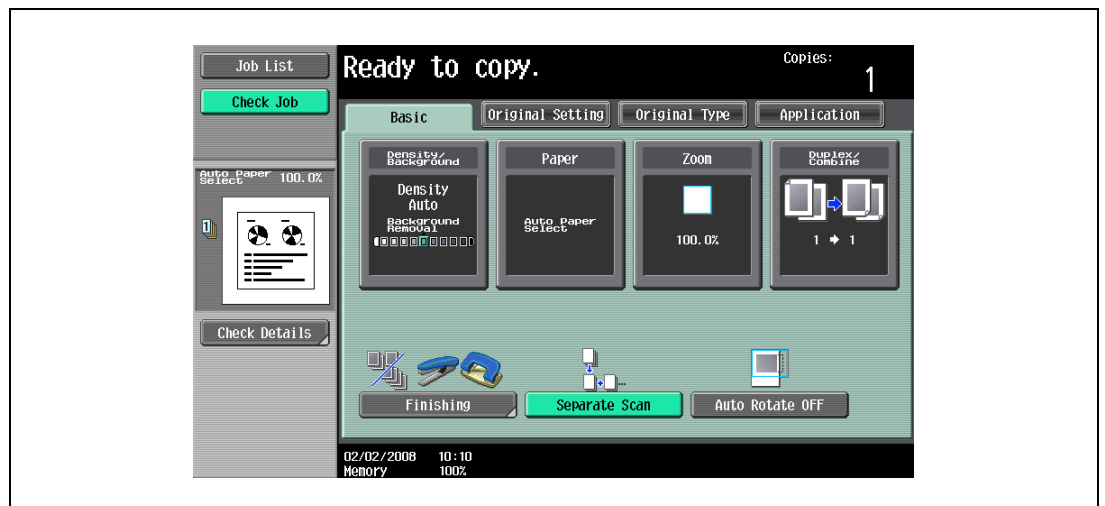 Job List
Check Job
Ready to copy.
Copies:
1
Basic
Original Setting
Original Type
Application
Auto Paper
Select
100.0%
1
Check Details
Density/
Background
Density
Auto
Background
Removal
Paper
Auto Paper
Select
Zoom
100.0%
Duplex/
Combine
1 → 1
Finishing
Separate Scan
Auto Rotate OFF
02/02/2008 10:10
Memory 100%